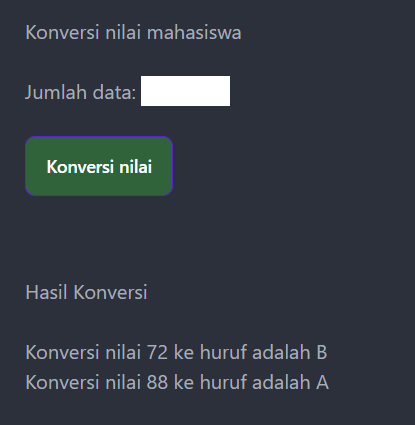 Konversi nilai mahasiswa
Jumlah data:
Konversi nilai
Hasil Konversi
Konversi nilai 72 ke huruf adalah B
Konversi nilai 88 ke huruf adalah A